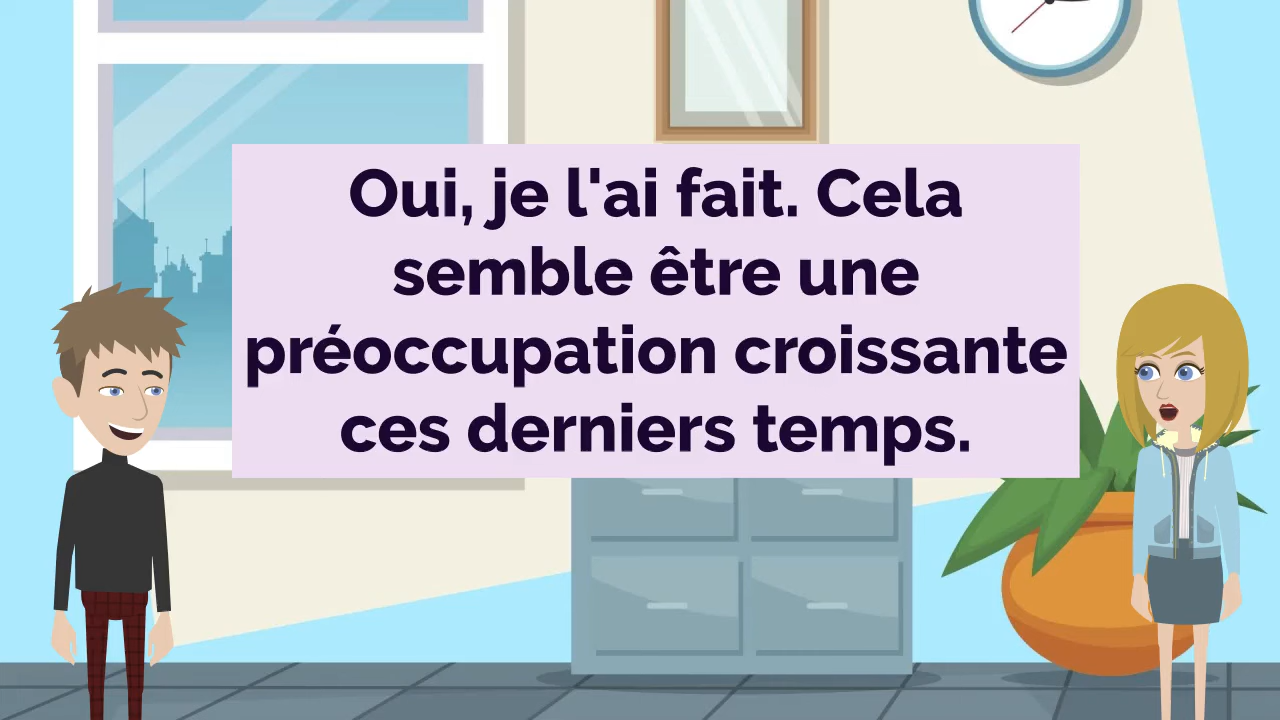 Oui, je l'ai fait. Cela
semble être une
préoccupation croissante
ces derniers temps.